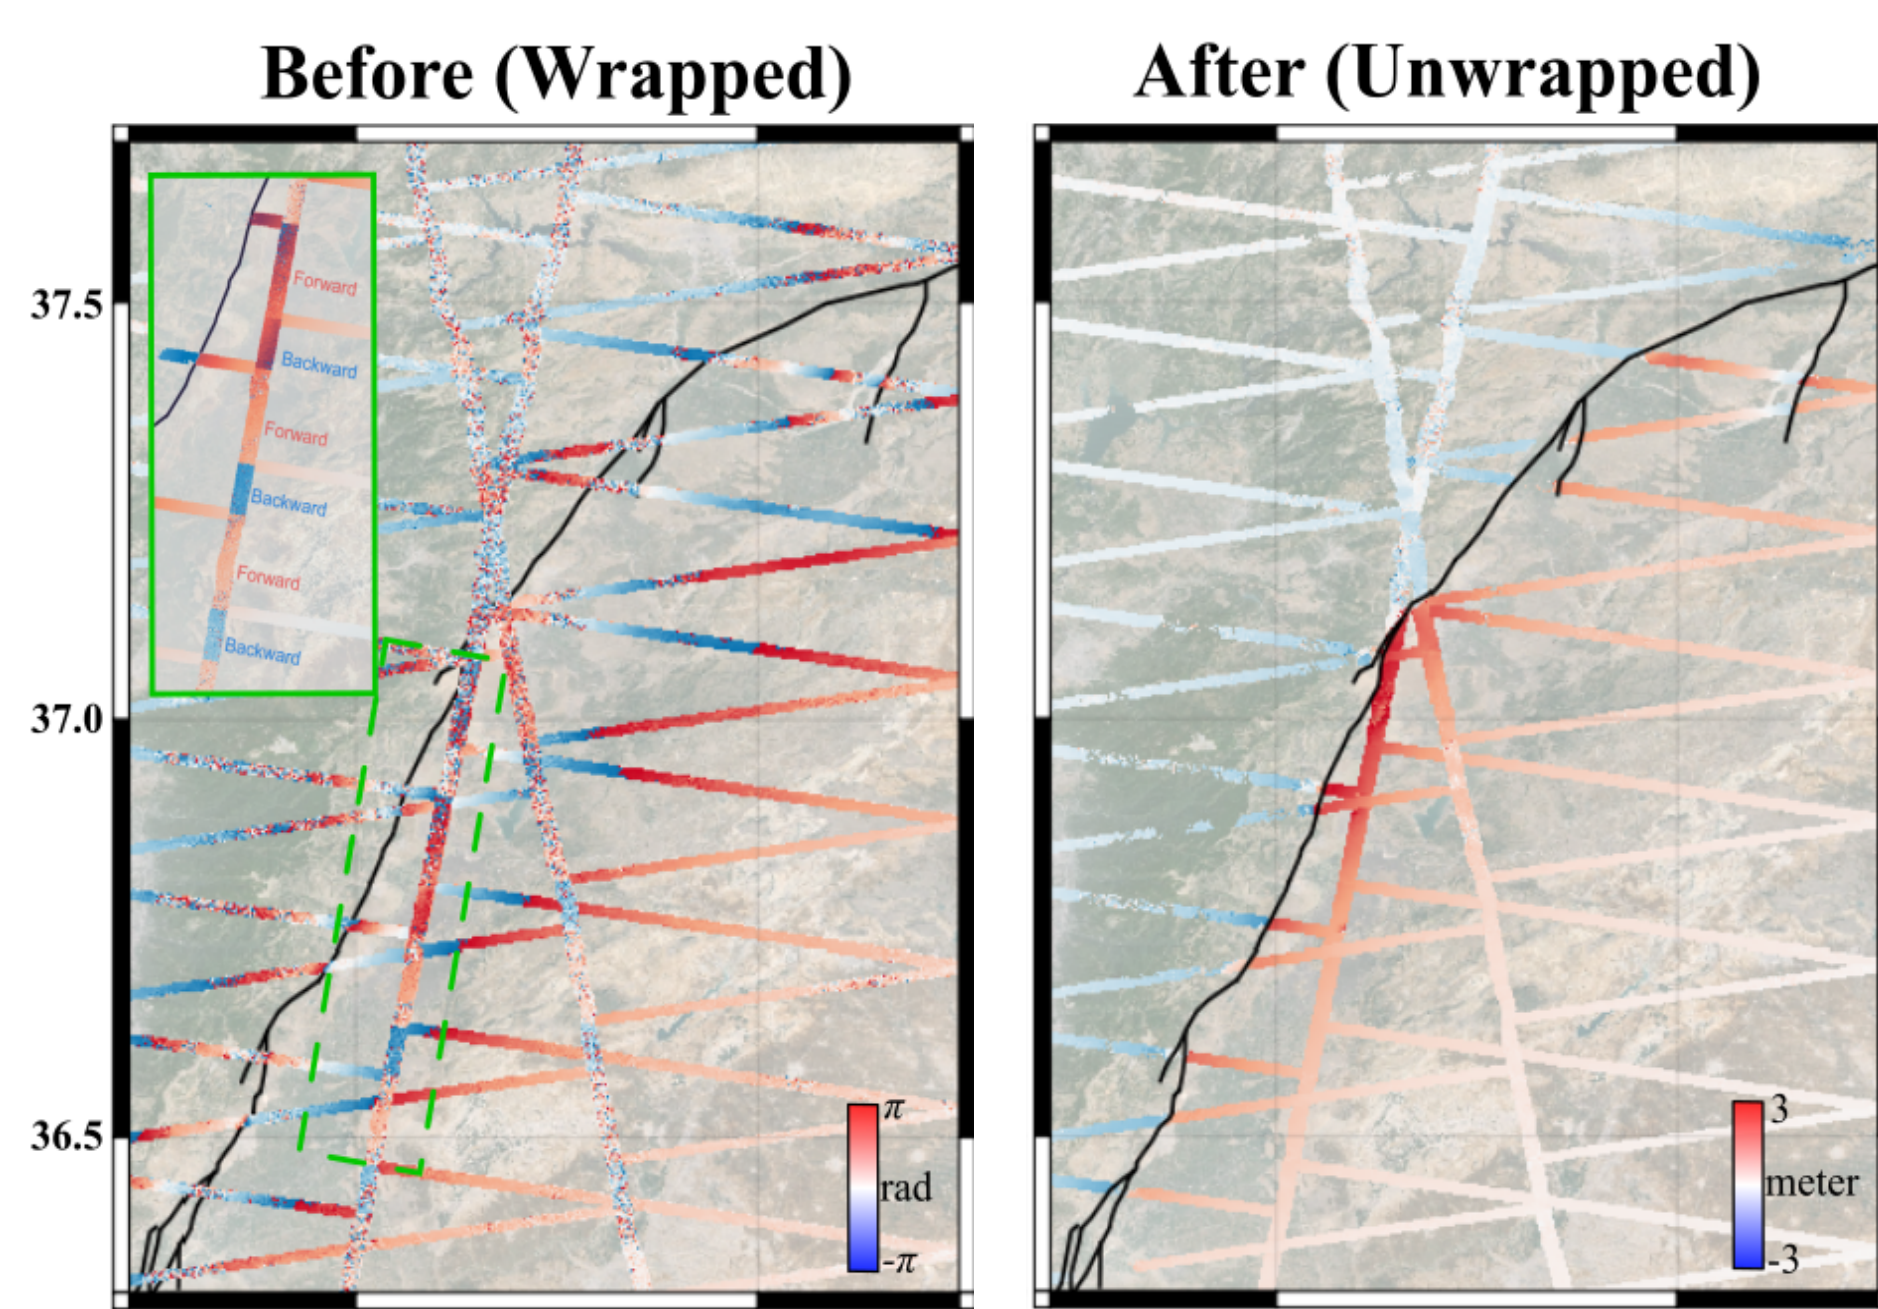 Before (Wrapped)
After (Unwrapped)
Forward
Backward
Forward
Backward
Forward
Backward
37.5
37.0
36.5
π
rad
-π
3
meter
-3